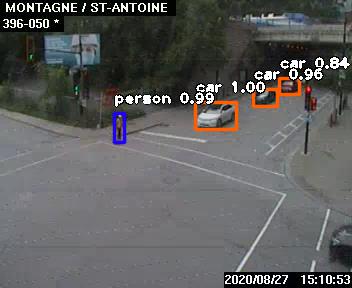 MONTAGNE / ST-ANTOINE
396-050 *
car 0.84
car 0.96
car 1.00
person 0.99
2020/08/27 15:10:53